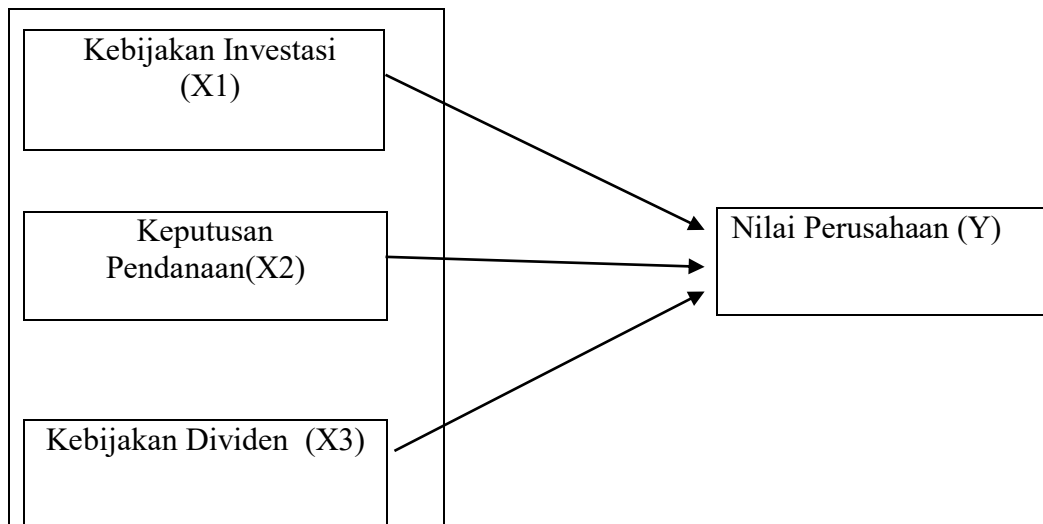 Kebijakan Investasi
(X1)
Keputusan
Pendanaan(X2)
Nilai Perusahaan (Y)
Kebijakan Dividen  (X3)